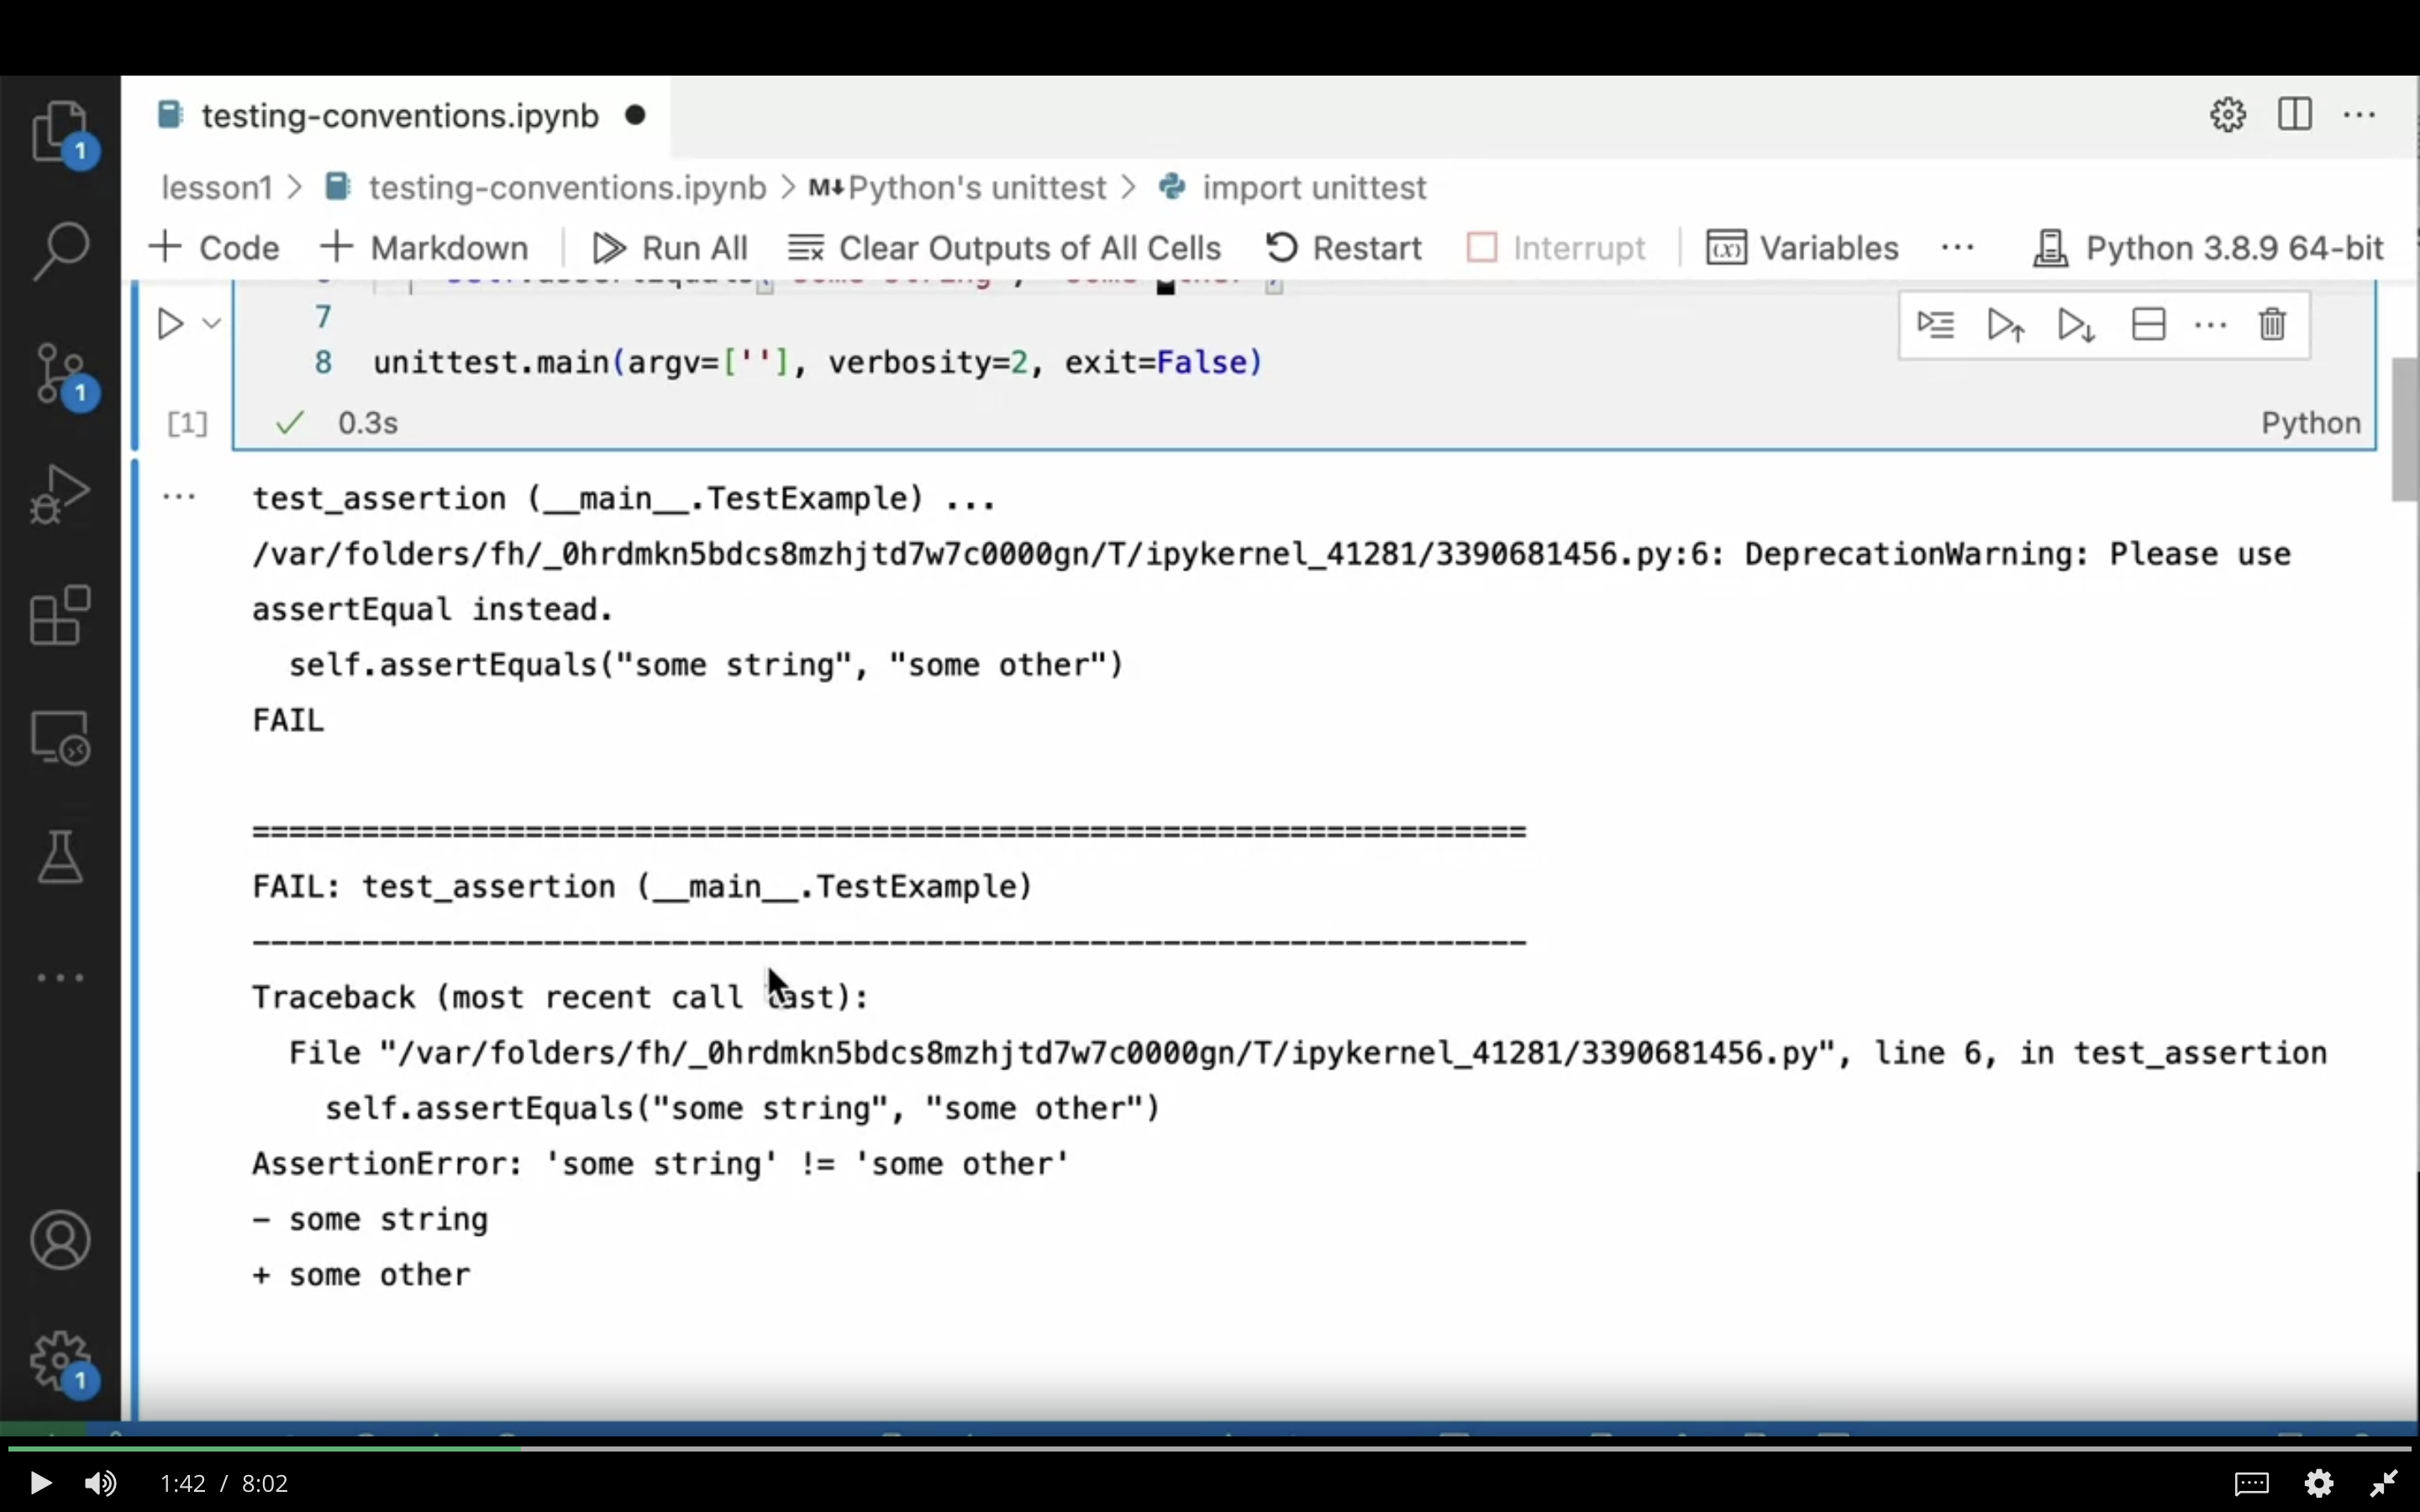 testing-conventions.ipynb
lesson1 > testing-conventions.ipynb > M↓Python's unittest > import unittest
+ Code + Markdown Run All Clear Outputs of All Cells Restart Interrupt (x) Variables ... Python 3.8.9 64-bit
7
8 unittest.main(argv=[''], verbosity=2, exit=False)
[1] ✓ 0.3s Python
... test_assertion (__main__.TestExample) ...
/var/folders/fh/_0hrdmkn5bdcs8mzhjtd7w7c0000gn/T/ipykernel_41281/3390681456.py:6: DeprecationWarning: Please use
assertEqual instead.
self.assertEquals("some string", "some other")
FAIL
======================================================================
FAIL: test_assertion (__main__.TestExample)
----------------------------------------------------------------------
Traceback (most recent call last):
File "/var/folders/fh/_0hrdmkn5bdcs8mzhjtd7w7c0000gn/T/ipykernel_41281/3390681456.py", line 6, in test_assertion
self.assertEquals("some string", "some other")
AssertionError: 'some string' != 'some other'
- some string
+ some other
1
1
1
1:42 / 8:02